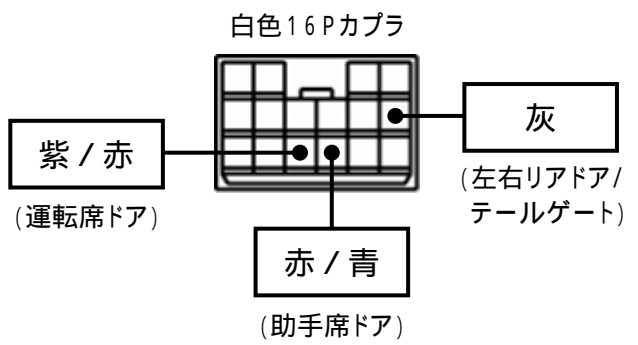 白色16Pカプラ
灰
紫/赤
(左右リアドア/
テールゲート)
(運転席ドア)
赤/青
(助手席ドア)